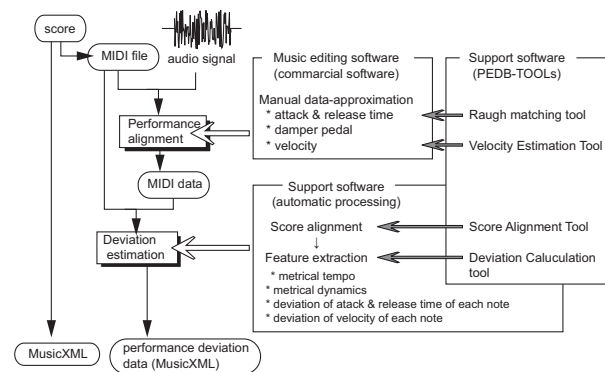 score
MIDI file
audio signal
Performance
alignment
MIDI data
Deviation
estimation
MusicXML
performance deviation
data (MusicXML)
Music editing software
(commarcial software)
Manual data-approximation
* attack & release time
* damper pedal
* velocity
Support software
(PEDB-TOOLs)
Raugh matching tool
Velocity Estimation Tool
Support software
(automatic processing)
Score alignment
↓
Feature extraction
* metrical tempo
* metrical dynamics
* deviation of atack & release time of each note
* deviation of velocity of each note
Score Alignment Tool
Deviation Caluculation
tool